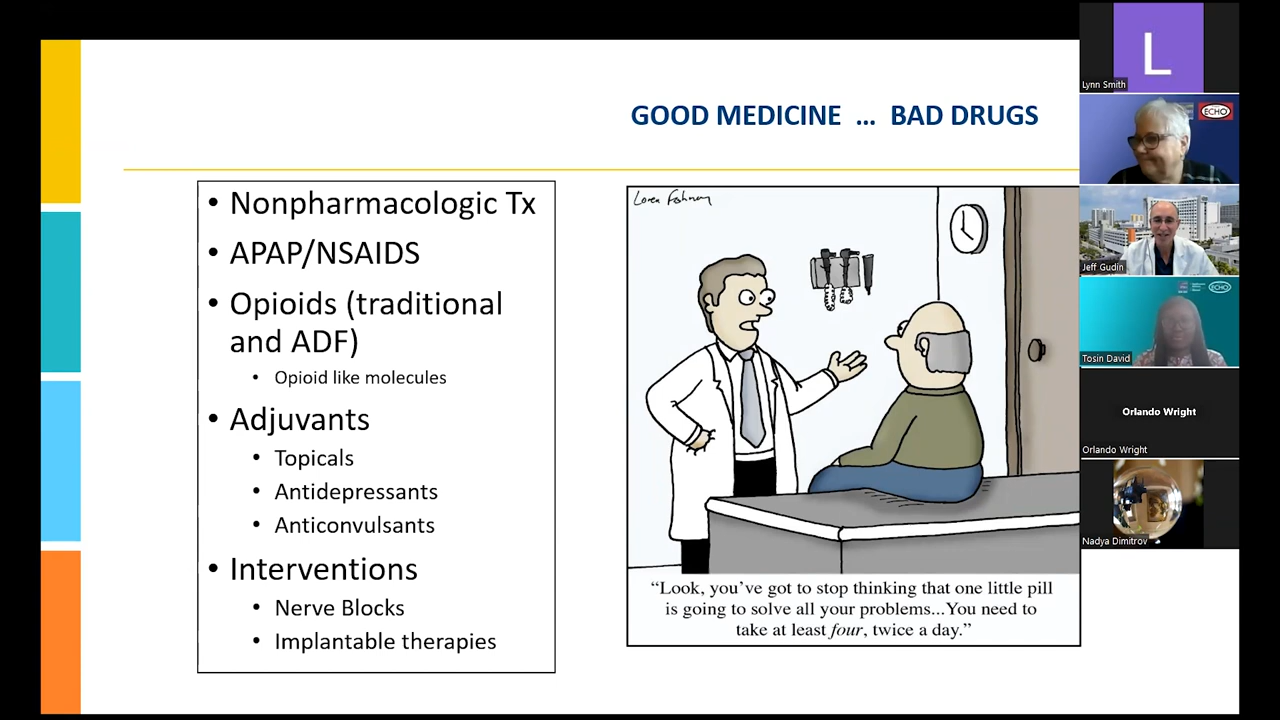 GOOD MEDICINE … BAD DRUGS
• Nonpharmacologic Tx
• APAP/NSAIDS
• Opioids (traditional
and ADF)
• Opioid like molecules
• Adjuvants
• Topicals
• Antidepressants
• Anticonvulsants
• Interventions
• Nerve Blocks
• Implantable therapies
“Look, you’ve got to stop thinking that one little pill
is going to solve all your problems...You need to
take at least four, twice a day.”
L
Lynn Smith
ECHO
Jeff Gudin
ECHO
Tosin David
Orlando Wright
Orlando Wright
Nadya Dimitrov